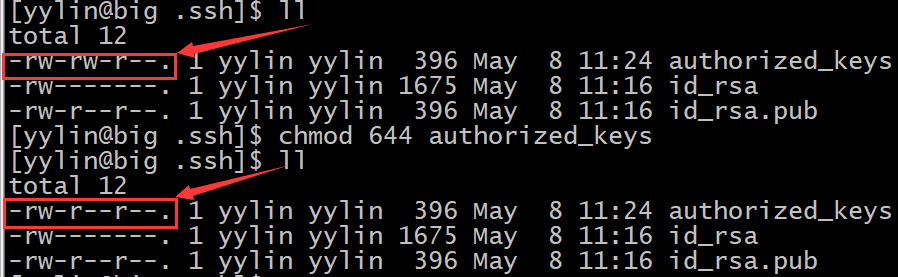 [yylin@big .ssh]$ ll
total 12
-rw-rw-r--. 1 yylin yylin  396 May  8 11:24 authorized_keys
-rw-------. 1 yylin yylin 1675 May  8 11:16 id_rsa
-rw-r--r--. 1 yylin yylin  396 May  8 11:16 id_rsa.pub
[yylin@big .ssh]$ chmod 644 authorized_keys
[yylin@big .ssh]$ ll
total 12
-rw-r--r--. 1 yylin yylin  396 May  8 11:24 authorized_keys
-rw-------. 1 yylin yylin 1675 May  8 11:16 id_rsa
-rw-r--r--. 1 yylin yylin  396 May  8 11:16 id_rsa.pub